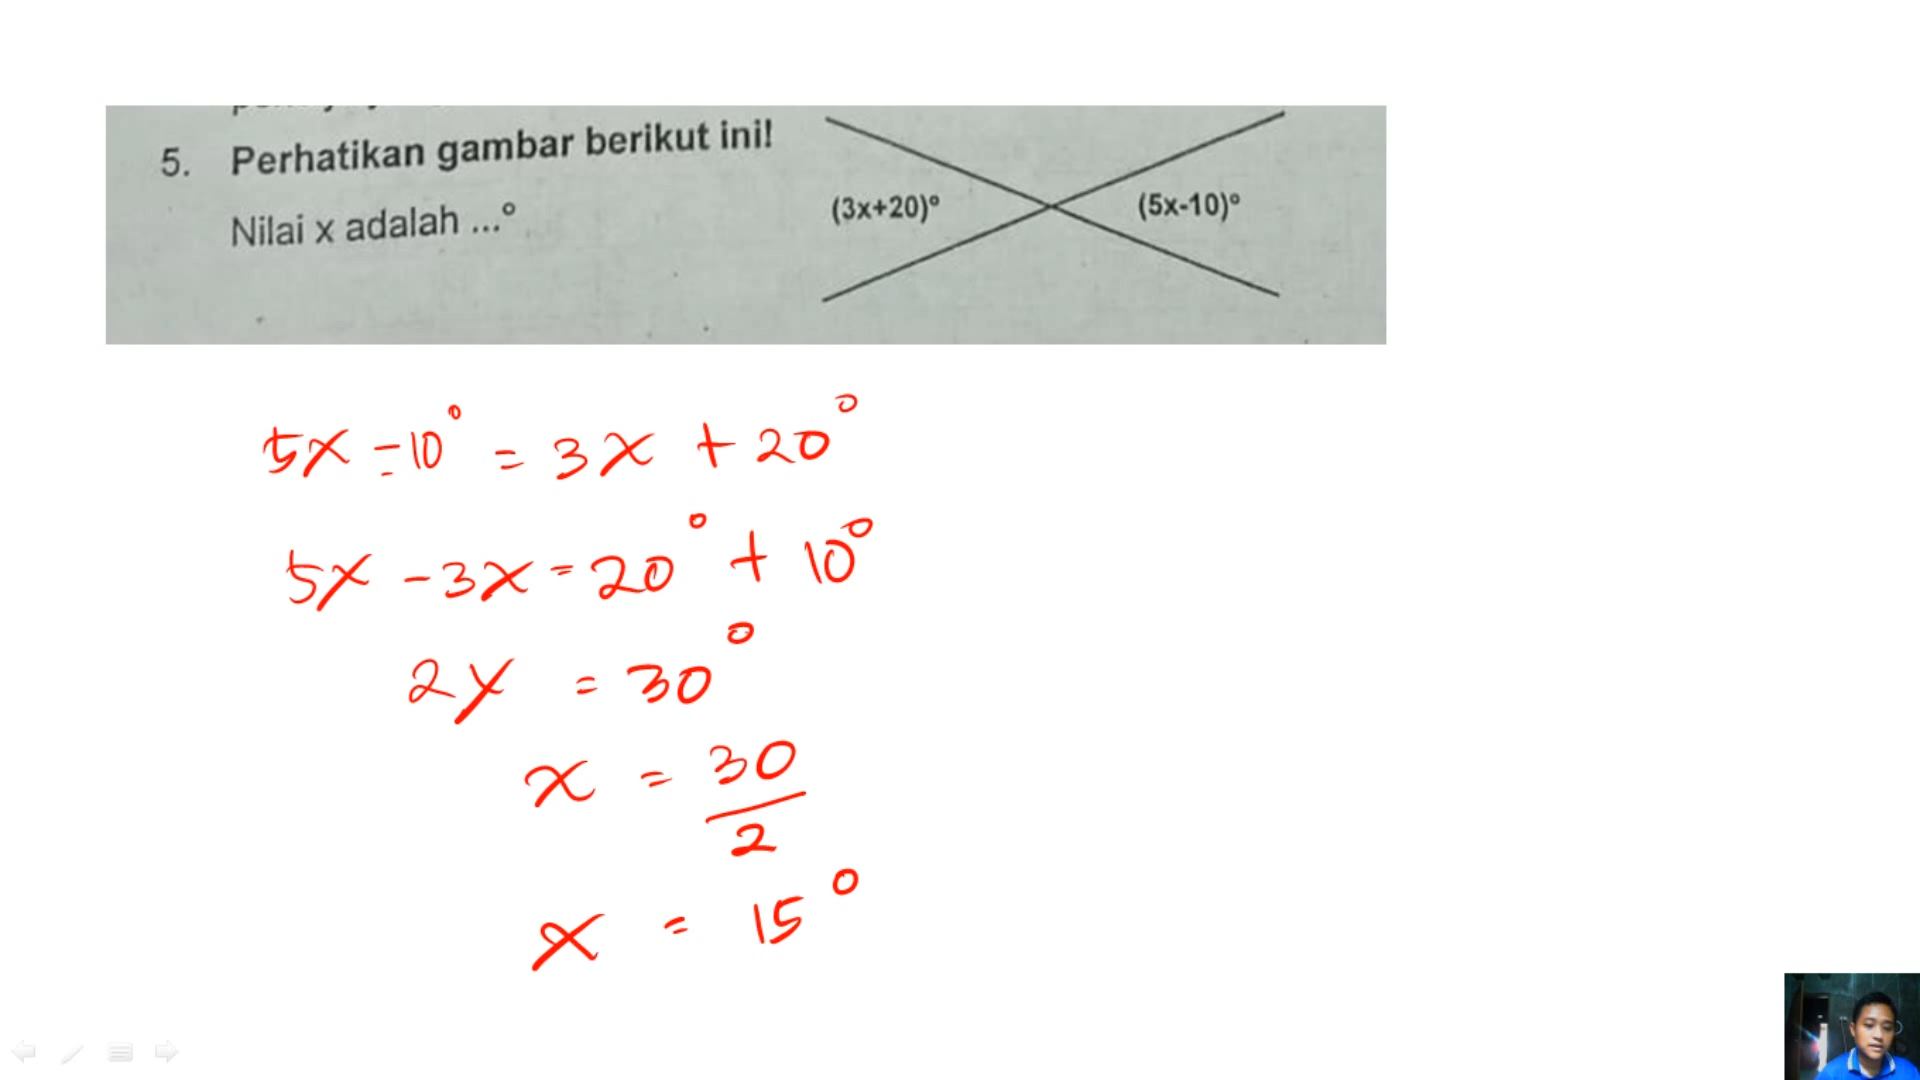 5. Perhatikan gambar berikut ini!
Nilai x adalah ...°
(3x+20)°
(5x-10)°
5x - 10° = 3x + 20°
5x - 3x = 20° + 10°
2x = 30°
x = 30/2
x = 15°